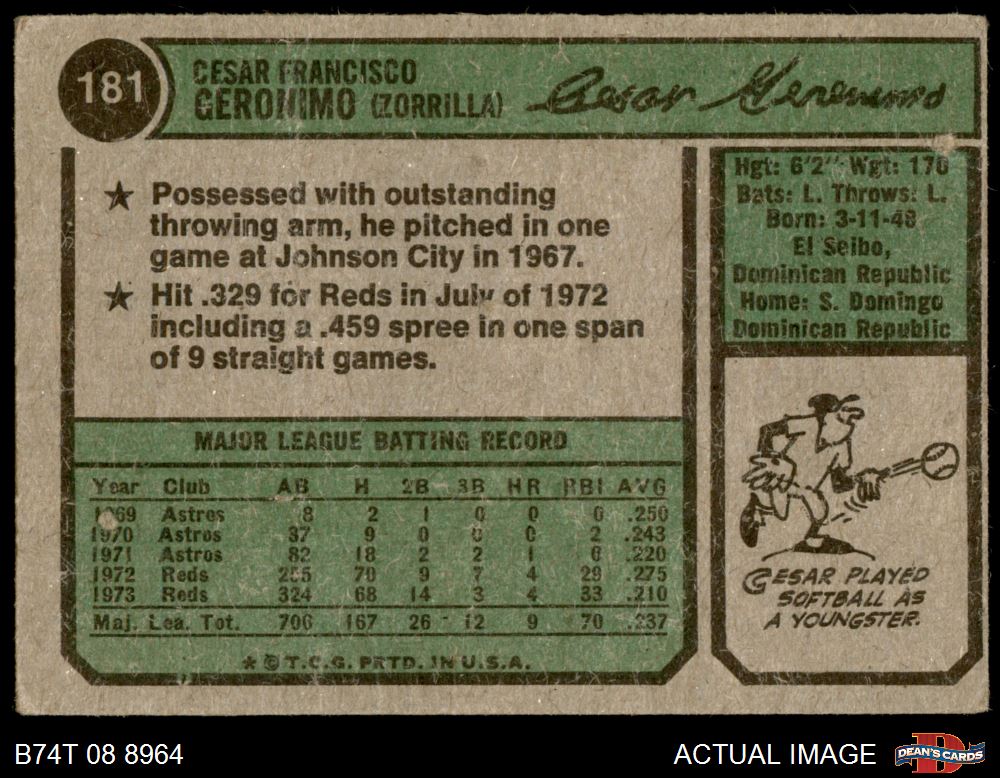 181
CESAR FRANCISCO
GERONIMO (ZORRILLA)
Cesar Geronimo
★ Possessed with outstanding
throwing arm, he pitched in one
game at Johnson City in 1967.
★ Hit .329 for Reds in July of 1972
including a .459 spree in one span
of 9 straight games.
Hgt: 6'2" Wgt: 170
Bats: L. Throws: L.
Born: 3-11-48
El Seibo,
Dominican Republic
Home: S. Domingo
Dominican Republic
MAJOR LEAGUE BATTING RECORD
Year Club AB H 2B 3B HR RBI AVG
1969 Astros 8 2 1 0 0 0 .250
1970 Astros 37 9 0 0 0 2 .243
1971 Astros 82 18 2 2 1 6 .220
1972 Reds 255 70 9 7 4 29 .275
1973 Reds 324 68 14 3 4 33 .210
Maj. Lea. Tot. 706 167 26 12 9 70 .237
★ © T.C.G. PRTD. IN U.S.A.
CESAR PLAYED
SOFTBALL AS
A YOUNGSTER.
B74T 08 8964
ACTUAL IMAGE
DEAN'S CARDS